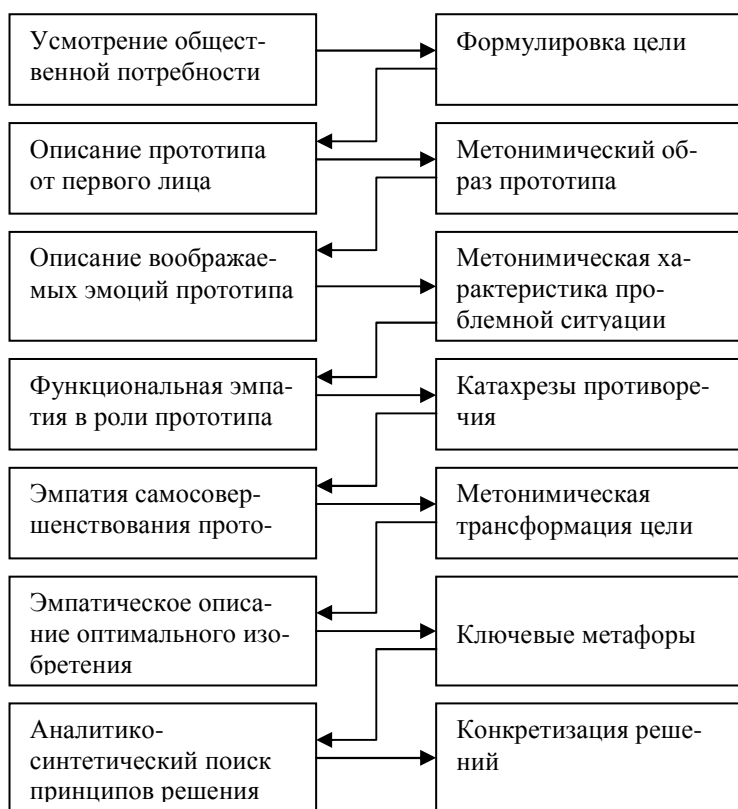 Усмотрение общест-
венной потребности
Формулировка цели
Описание прототипа
от первого лица
Метонимический об-
раз прототипа
Описание воображае-
мых эмоций прототипа
Метонимическая ха-
рактеристика про-
блемной ситуации
Функциональная эмпа-
тия в роли прототипа
Катахрезы противоре-
чия
Эмпатия самосовер-
шенствования прото-
Метонимическая
трансформация цели
Эмпатическое описа-
ние оптимального изо-
бретения
Ключевые метафоры
Аналитико-
синтетический поиск
принципов решения
Конкретизация реше-
ний